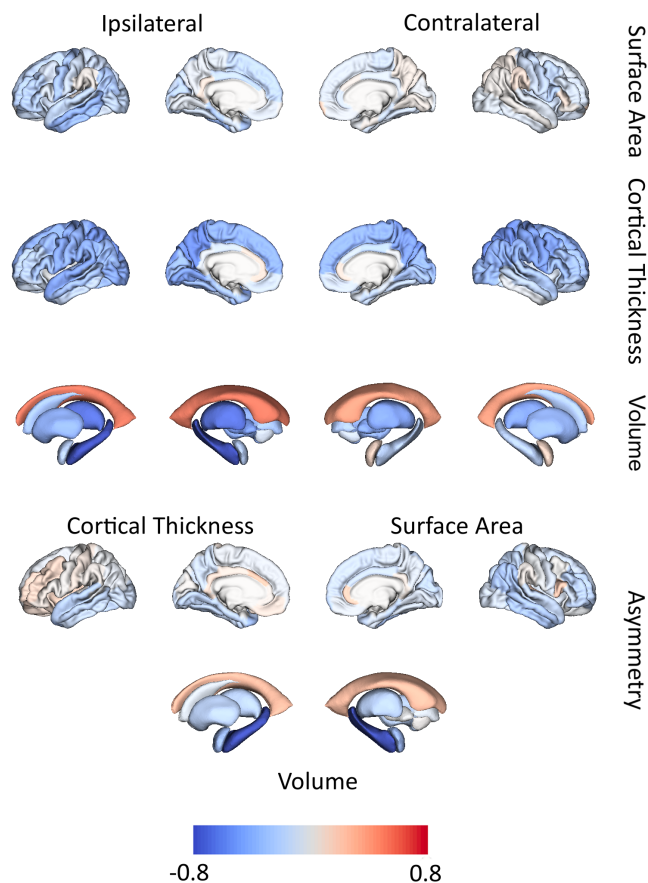 Ipsilateral
Contralateral
Surface Area
Cortical Thickness
Volume
Cortical Thickness
Surface Area
Asymmetry
Volume
-0.8
0.8